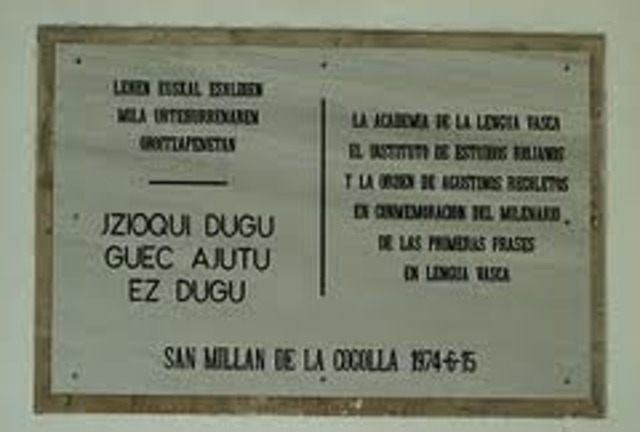 LEHEN EUSKAL ESALDIEN
MILA URTEBURRENAREN
OROITZAPENETAN
JZIOQUI DUGU
GUEC AJUTU
EZ DUGU
LA ACADEMIA DE LA LENGUA VASCA
EL INSTITUTO DE ESTUDIOS RIOJANOS
Y LA ORDEN DE AGUSTINOS RECOLETOS
EN CONMEMORACION DEL MILENARIO
DE LAS PRIMERAS FRASES
EN LENGUA VASCA
SAN MILLAN DE LA COGOLLA 1974-6-15